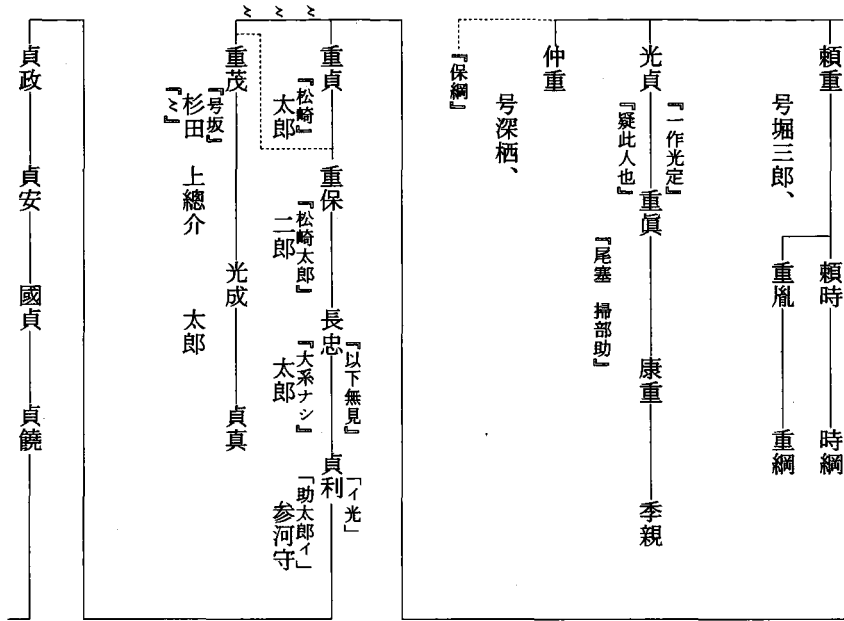 頼重
号堀三郎、
頼時
時綱
重胤
重綱
光貞
『一作光定』
『疑此人也』
重眞
『尾塞　掃部助』
康重
季親
仲重
号深栖、
『保綱』
重貞
『松崎』
太郎
重保
『松崎太郎』
二郎
長忠
『以下無見』
『大系ナシ』
太郎
貞利
「イ光」
「助太郎イ」
参河守
重茂
『号坂』
杉田　上總介
『〻』
光成
太郎
貞真
貞政
貞安
國貞
貞饒